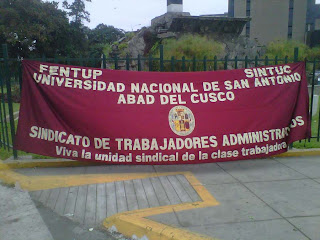 FENTUP SINTUC
UNIVERSIDAD NACIONAL DE SAN ANTONIO
ABAD DEL CUSCO
SINDICATO DE TRABAJADORES ADMINISTRATIVOS
Viva la unidad sindical de la clase trabajadora